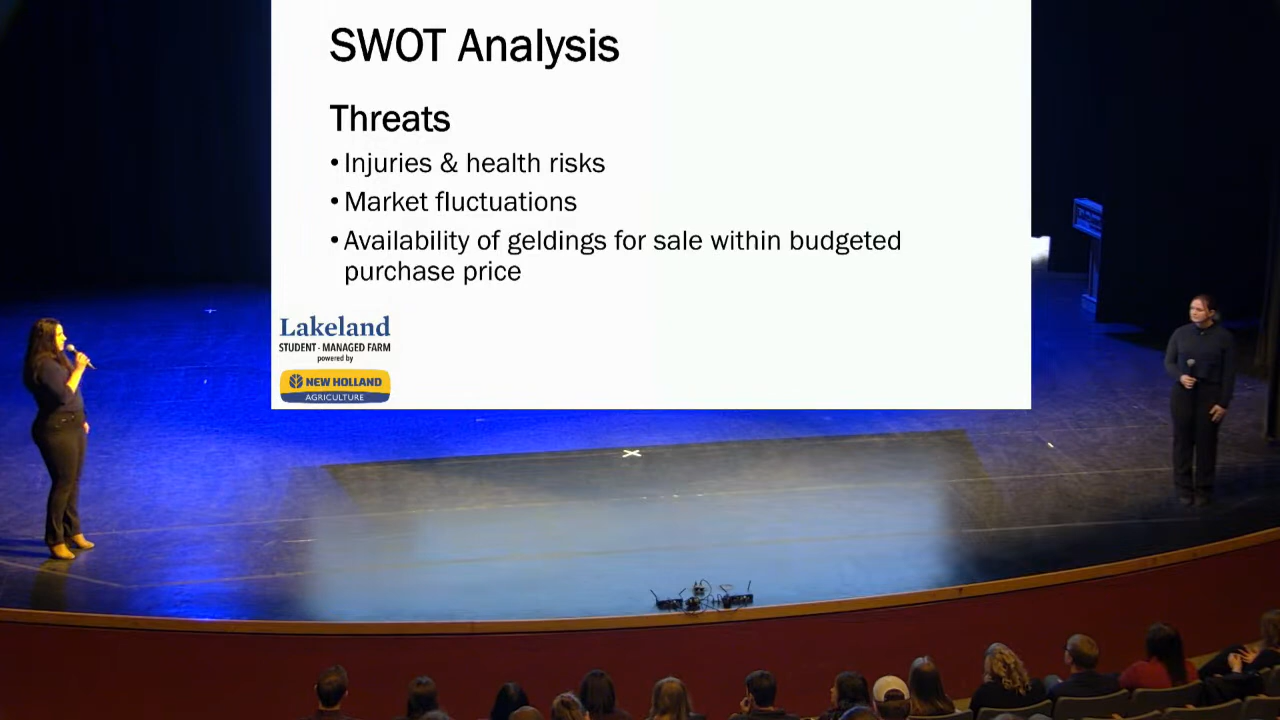 SWOT Analysis
Threats
• Injuries & health risks
• Market fluctuations
• Availability of geldings for sale within budgeted
purchase price
Lakeland
STUDENT - MANAGED FARM
powered by
NEW HOLLAND
AGRICULTURE